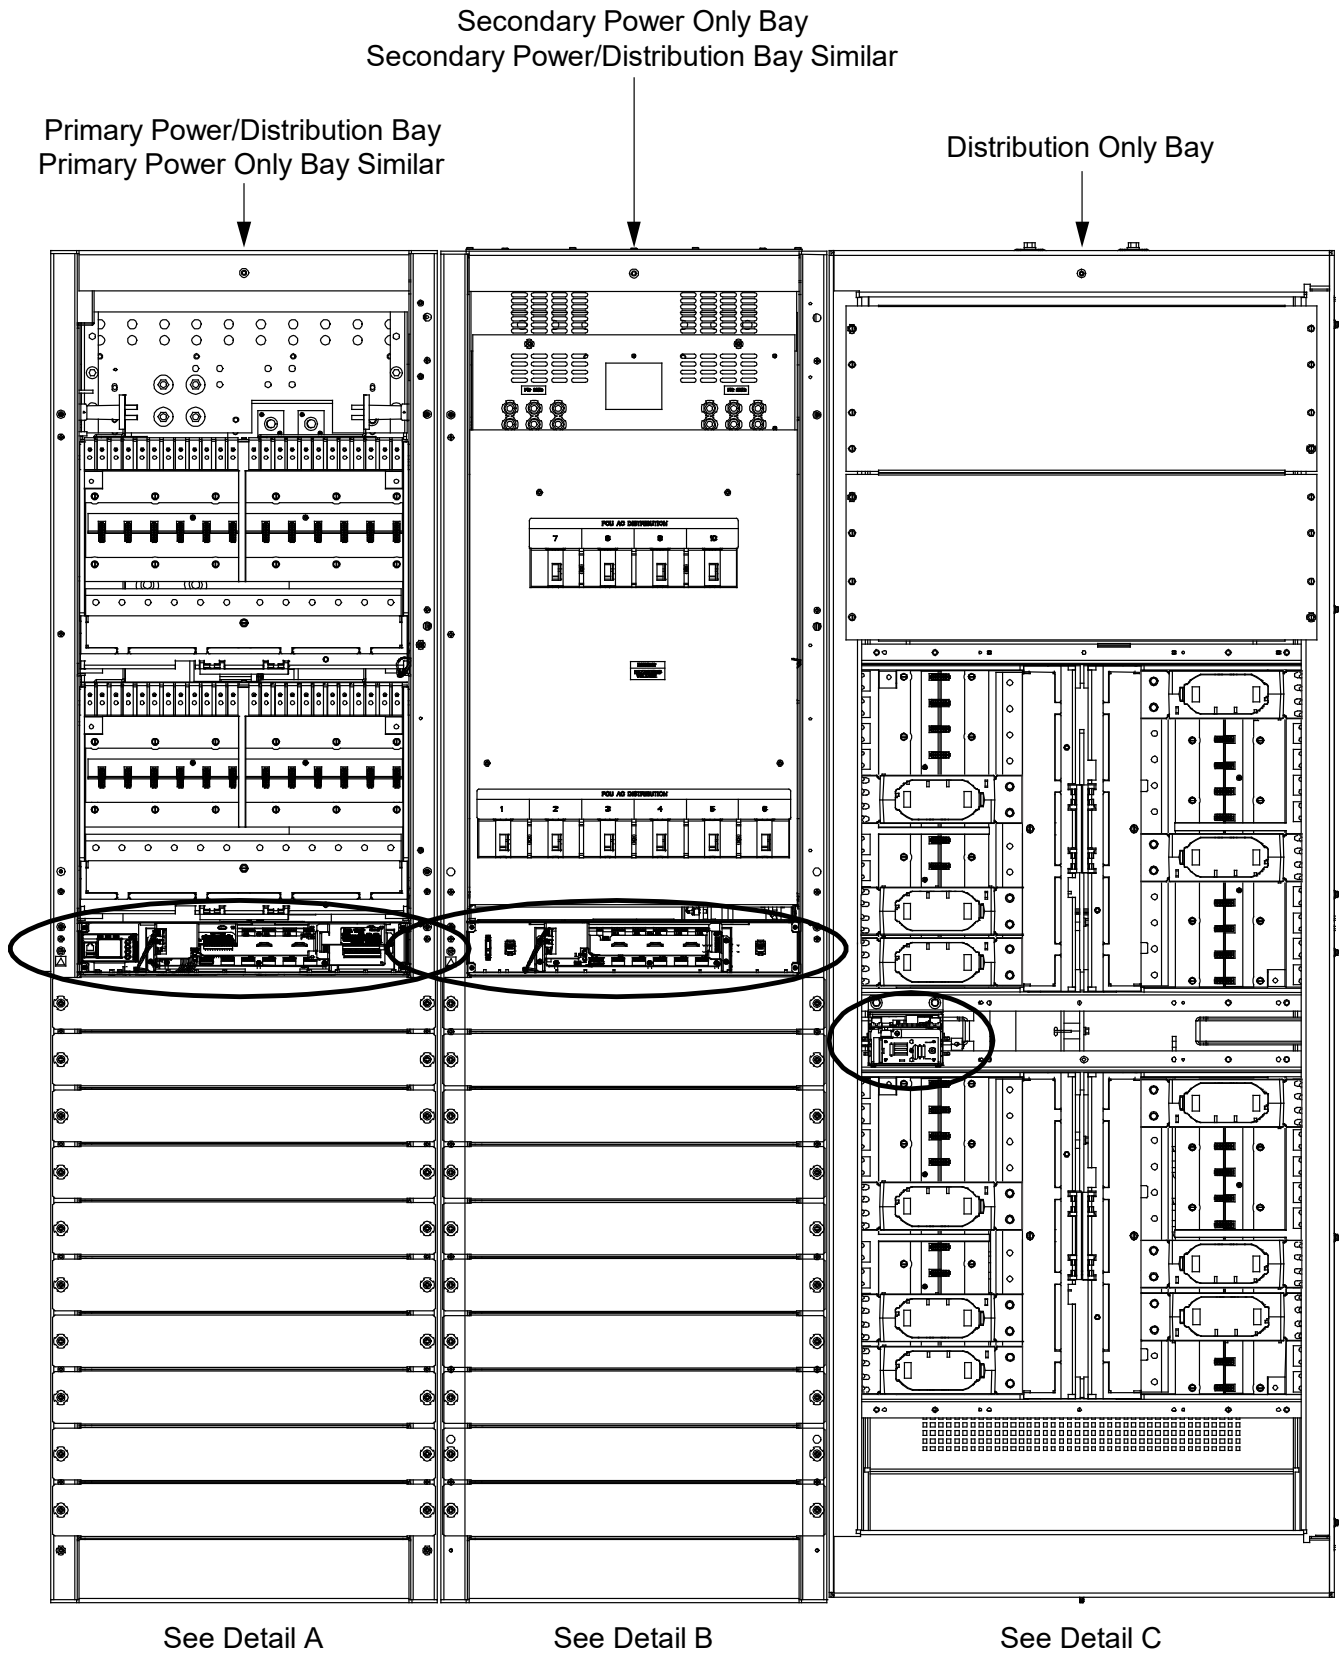 Secondary Power Only Bay
Secondary Power/Distribution Bay Similar
Primary Power/Distribution Bay
Primary Power Only Bay Similar
Distribution Only Bay
PCU AC DISTRIBUTION
7 8 9 10
PCU AC DISTRIBUTION
1 2 3 4 5 6
See Detail A
See Detail B
See Detail C